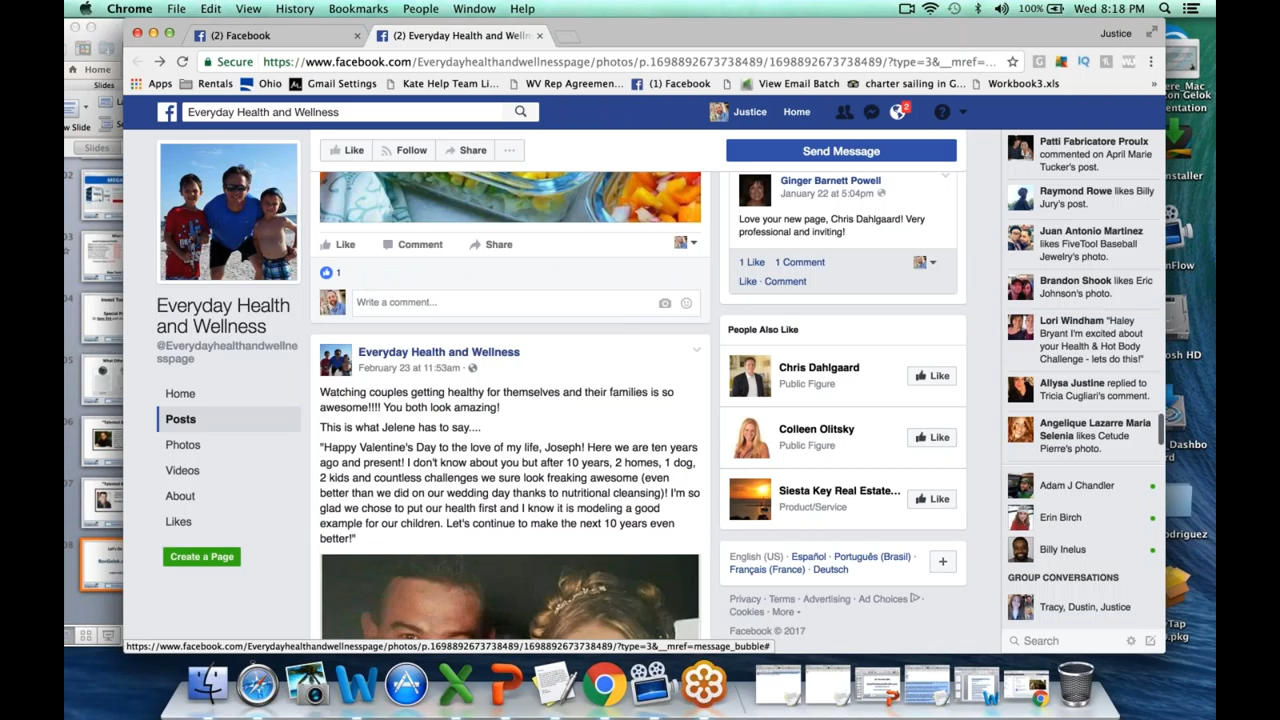 Chrome File Edit View History Bookmarks People Window Help
100% Wed 8:18 PM
(2) Facebook
(2) Everyday Health and Welln
Justice
Secure https://www.facebook.com/Everydayhealthandwellnesspage/photos/p.1698892673738489/1698892673738489/?type=3&__mref=...
Apps Rentals Ohio Gmail Settings Kate Help Team Li... WV Rep Agreemen... (1) Facebook View Email Batch charter sailing in G... Workbook3.xls »
Everyday Health and Wellness
Justice Home 2
Home
Slides
Slides
Like Follow Share ...
Send Message
Everyday Health
and Wellness
@Everydayhealthandwellne
sspage
Home
Posts
Photos
Videos
About
Likes
Create a Page
Like Comment Share
1
Write a comment...
Everyday Health and Wellness
February 23 at 11:53am ·
Watching couples getting healthy for themselves and their families is so
awesome!!!! You both look amazing!
This is what Jelene has to say....
"Happy Valentine's Day to the love of my life, Joseph! Here we are ten years
ago and present! I don't know about you but after 10 years, 2 homes, 1 dog,
2 kids and countless challenges we sure look freaking awesome (even
better than we did on our wedding day thanks to nutritional cleansing)! I'm so
glad we chose to put our health first and I know it is modeling a good
example for our children. Let's continue to make the next 10 years even
better!"
Ginger Barnett Powell
January 22 at 5:04pm ·
Love your new page, Chris Dahlgaard! Very
professional and inviting!
1 Like 1 Comment
Like · Comment
People Also Like
Chris Dahlgaard
Public Figure
Like
Colleen Olitsky
Public Figure
Like
Siesta Key Real Estate...
Product/Service
Like
English (US) · Español · Português (Brasil) ·
Français (France) · Deutsch
Privacy · Terms · Advertising · Ad Choices ·
Cookies · More
Facebook © 2017
Patti Fabricatore Proulx
commented on April Marie
Tucker's post.
Raymond Rowe likes Billy
Jury's post.
Juan Antonio Martinez
likes FiveTool Baseball
Jewelry's photo.
Brandon Shook likes Eric
Johnson's photo.
Lori Windham "Haley
Bryant I'm excited about
your Health & Hot Body
Challenge - lets do this!"
Allysa Justine replied to
Tricia Cugliari's comment.
Angelique Lazarre Maria
Selenia likes Cetude
Pierre's photo.
Adam J Chandler
Erin Birch
Billy Inelus
GROUP CONVERSATIONS
Tracy, Dustin, Justice
Search
https://www.facebook.com/Everydayhealthandwellnesspage/photos/p.1698892673738489/1698892673738489/?type=3&__mref=message_bubble#